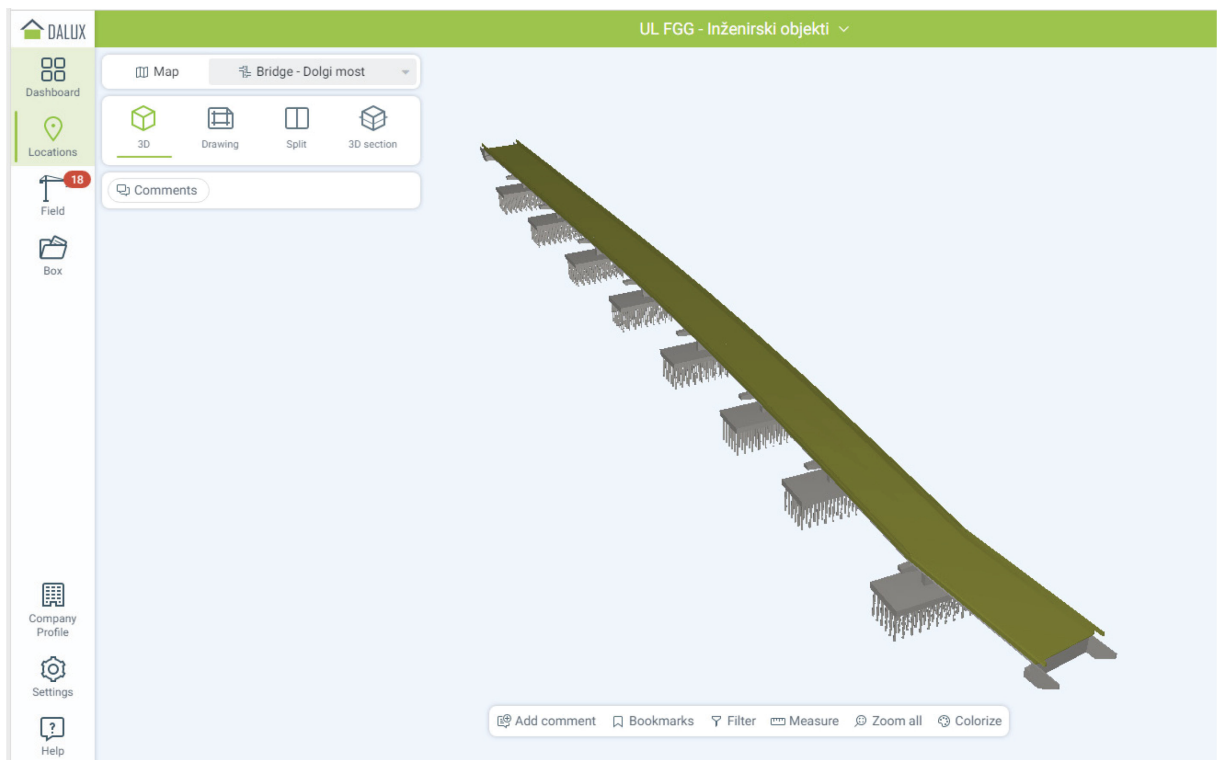 DALUX
UL FGG - Inženirski objekti
Dashboard
Locations
18
Field
Box
Company
Profile
Settings
?
Help
Map
Bridge - Dolgi most
3D
Drawing
Split
3D section
Comments
Add comment
Bookmarks
Filter
Measure
Zoom all
Colorize